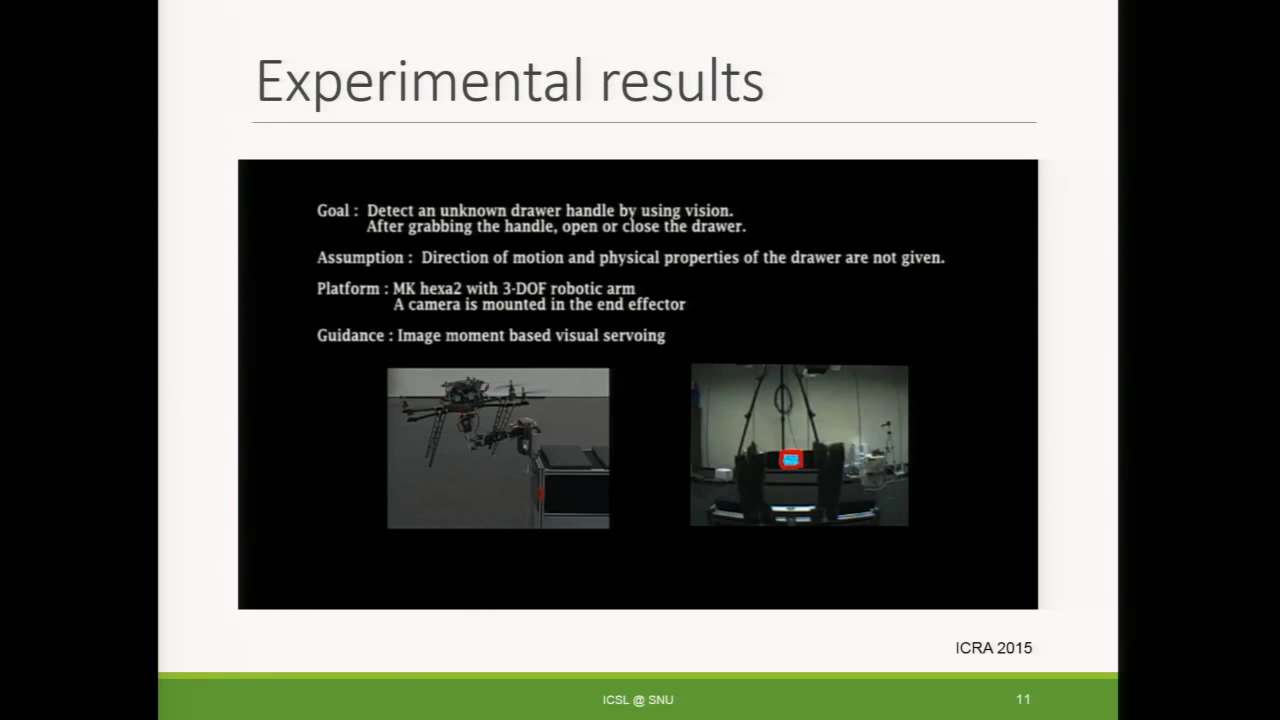 Experimental results
Goal : Detect an unknown drawer handle by using vision.
After grabbing the handle, open or close the drawer.
Assumption : Direction of motion and physical properties of the drawer are not given.
Platform : MK hexa2 with 3-DOF robotic arm
A camera is mounted in the end effector
Guidance : Image moment based visual servoing
ICRA 2015
ICSL @ SNU
11